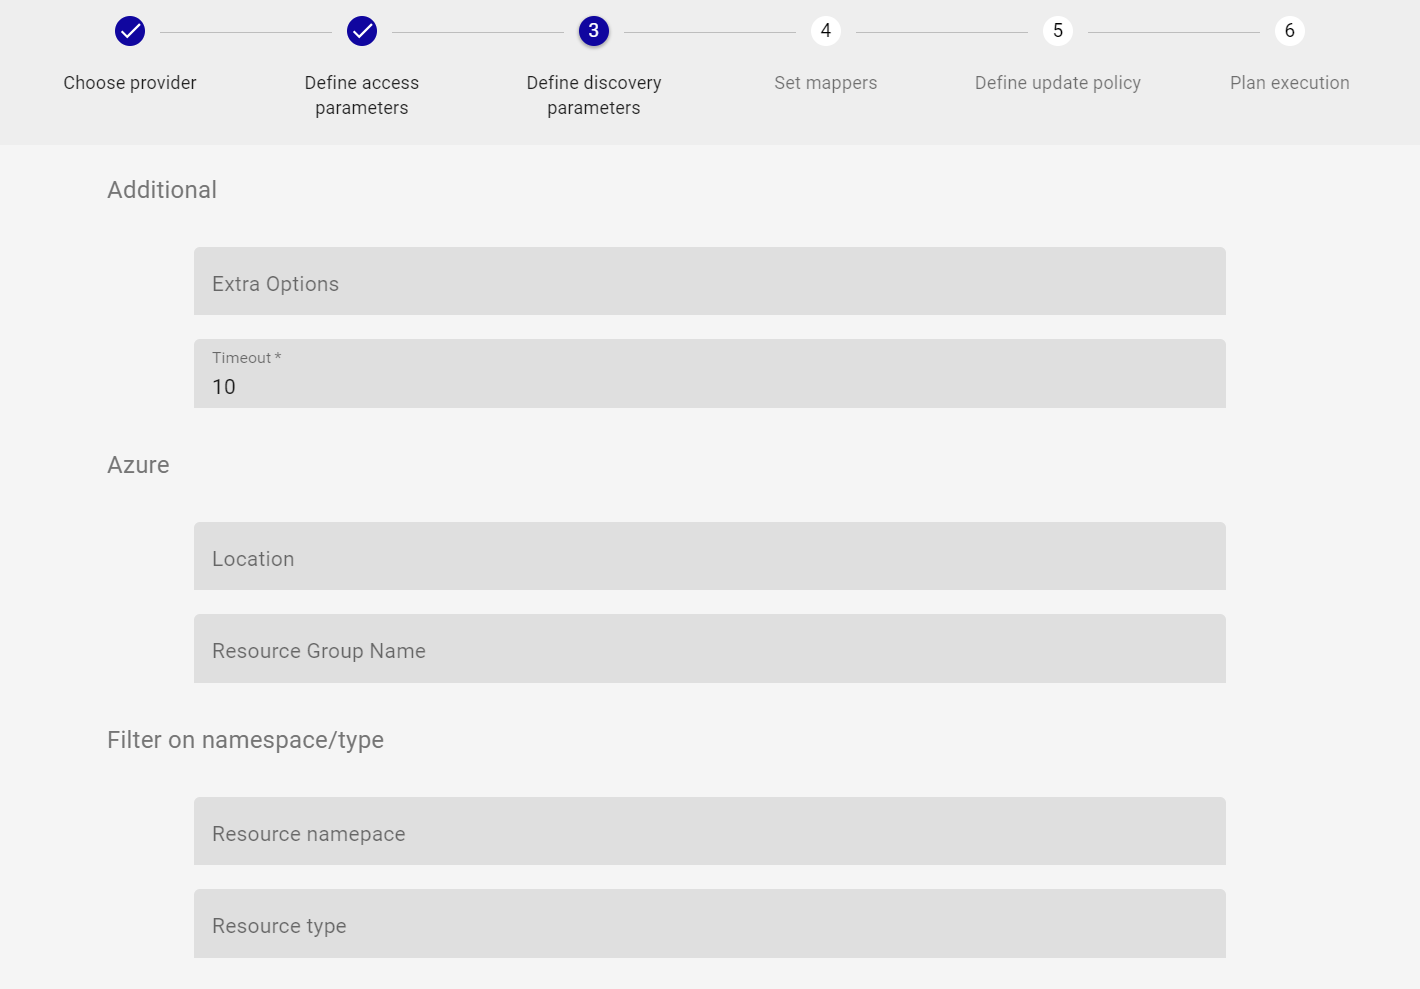 3 4 5 6
Choose provider
Define access
parameters
Define discovery
parameters
Set mappers
Define update policy
Plan execution
Additional
Extra Options
Timeout *
10
Azure
Location
Resource Group Name
Filter on namespace/type
Resource namepace
Resource type